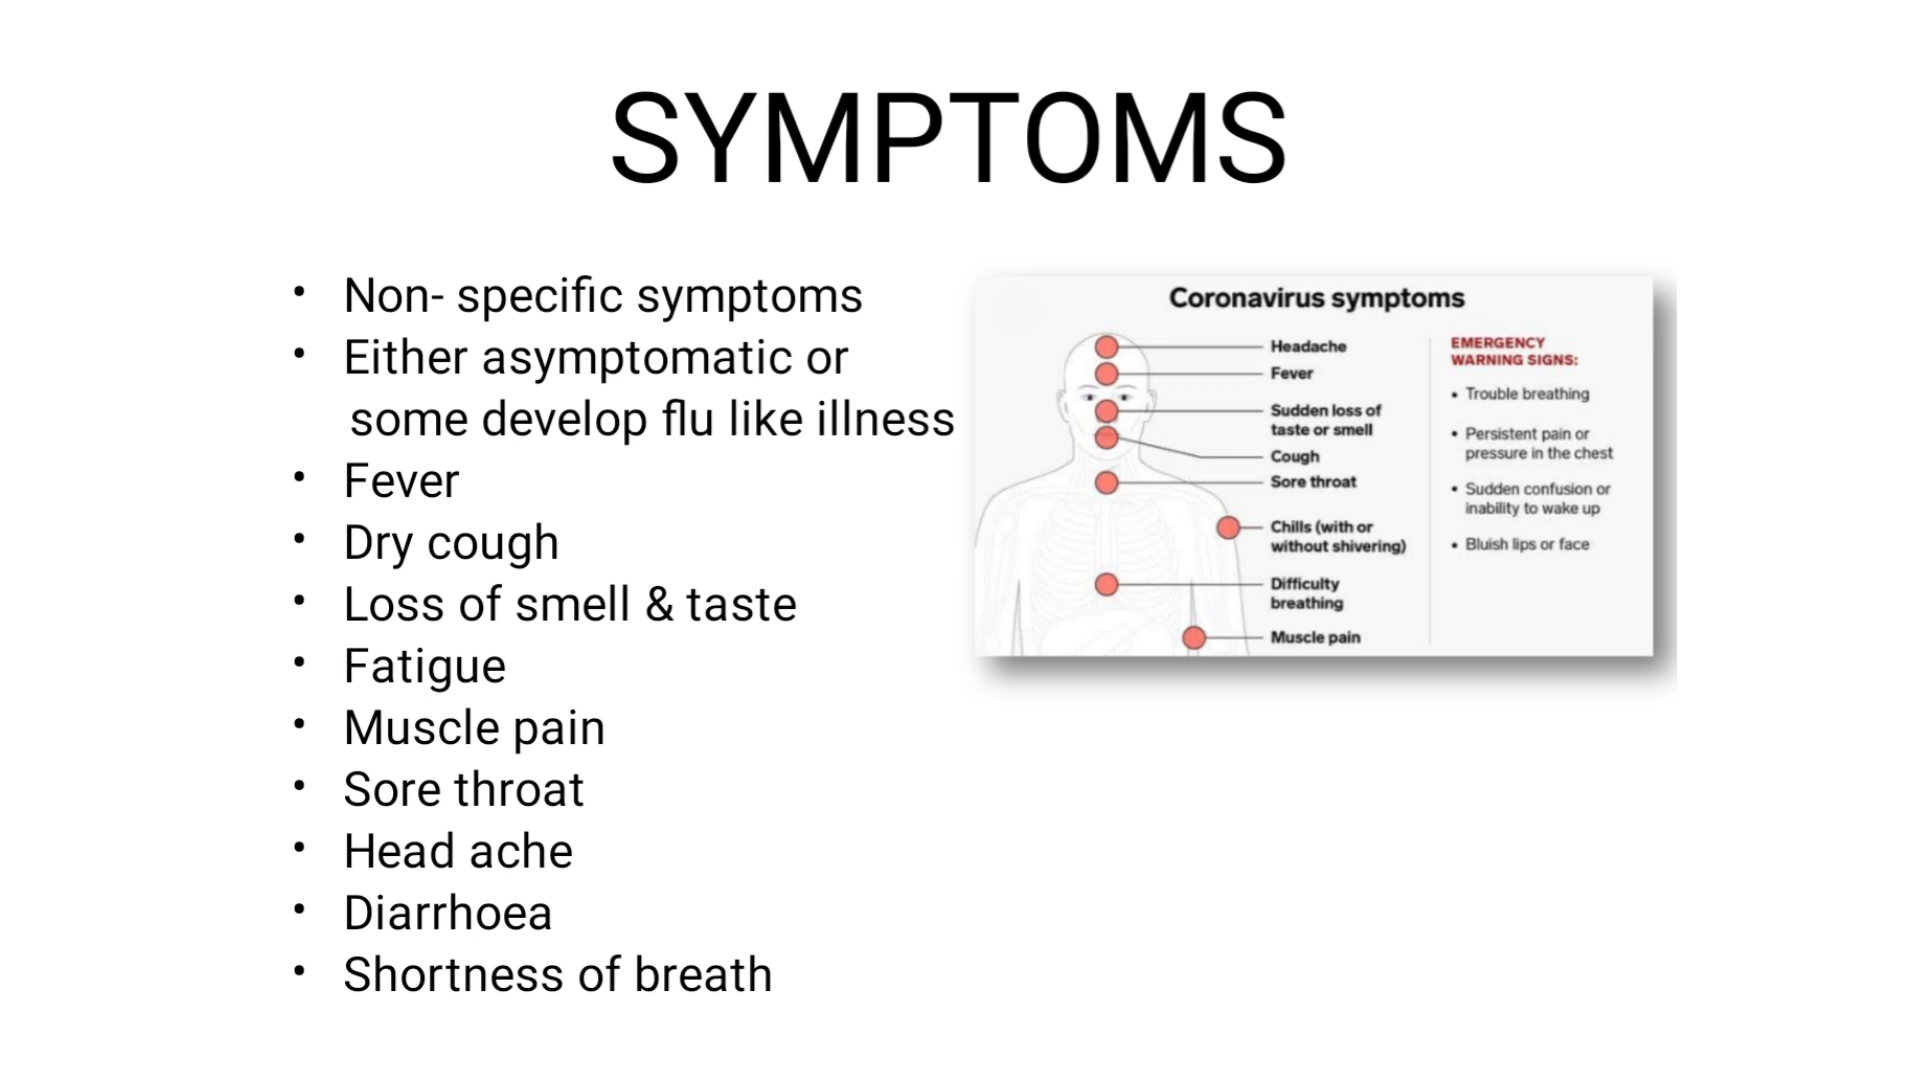 SYMPTOMS
• Non- specific symptoms
• Either asymptomatic or
some develop flu like illness
• Fever
• Dry cough
• Loss of smell & taste
• Fatigue
• Muscle pain
• Sore throat
• Head ache
• Diarrhoea
• Shortness of breath
Coronavirus symptoms
Headache
Fever
Sudden loss of
taste or smell
Cough
Sore throat
Chills (with or
without shivering)
Difficulty
breathing
Muscle pain
EMERGENCY
WARNING SIGNS:
• Trouble breathing
• Persistent pain or
pressure in the chest
• Sudden confusion or
inability to wake up
• Bluish lips or face